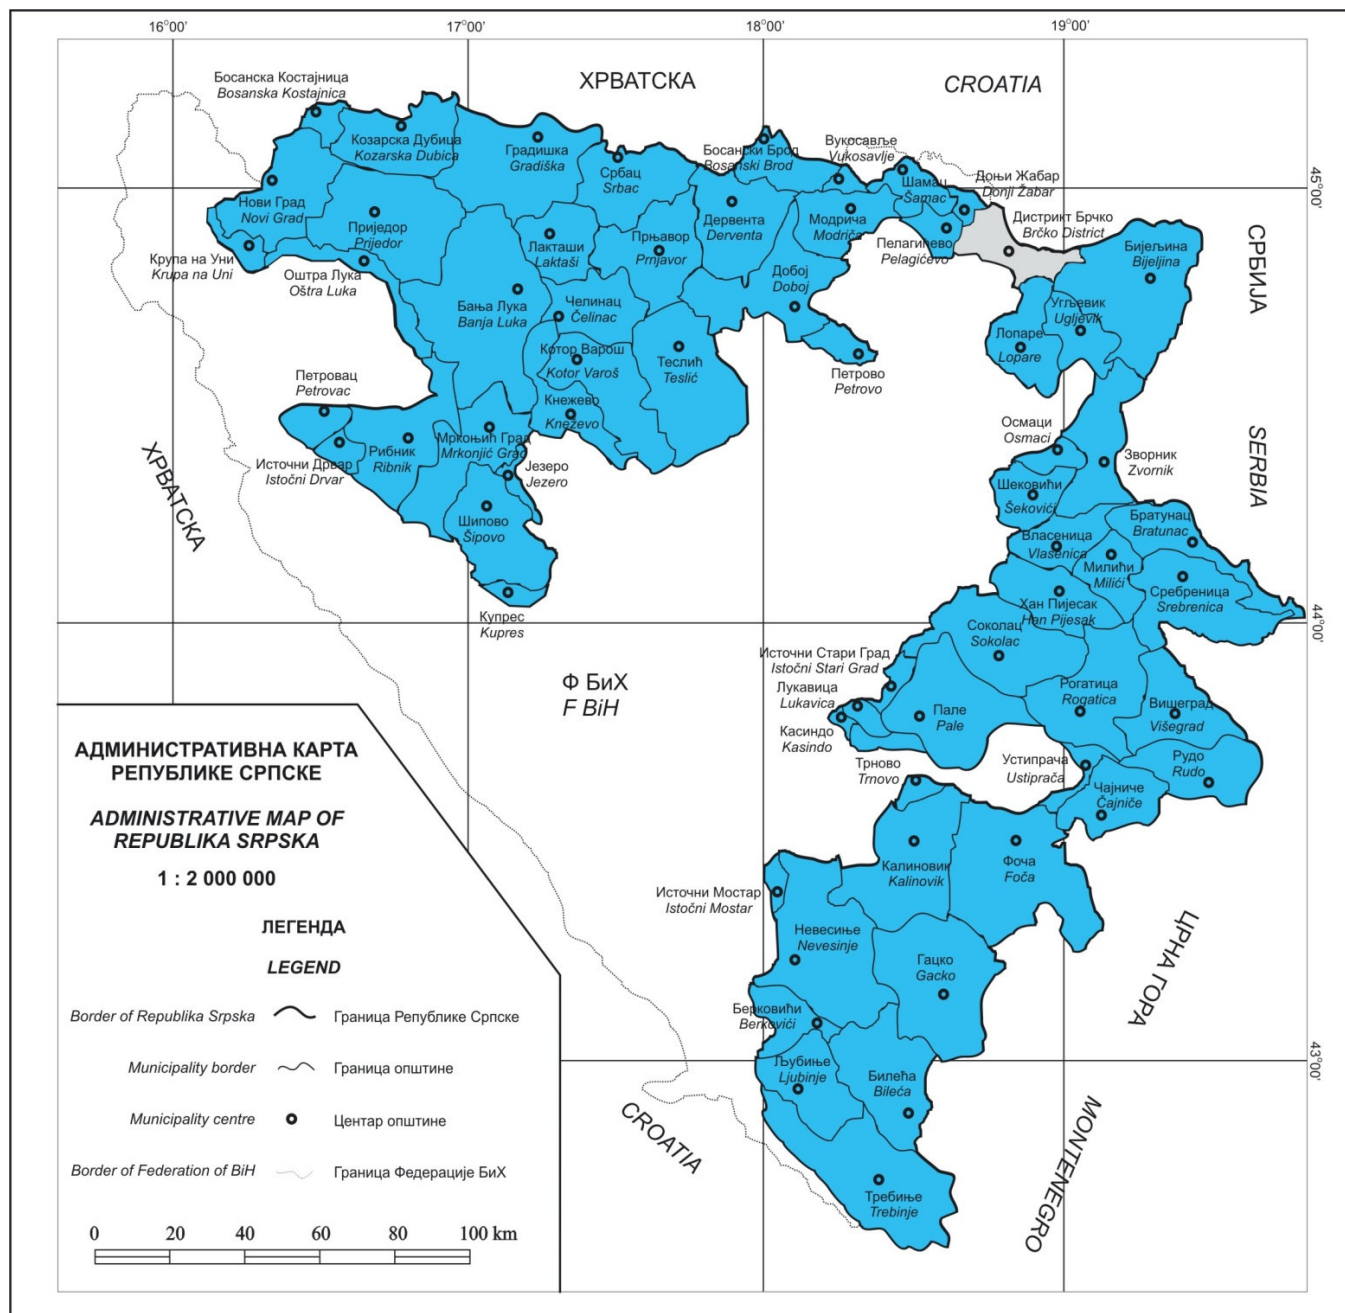 16°00'
17°00'
18°00'
19°00'
ХРВАТСКА
CROATIA
Босанска Костајница
Bosanska Kostajnica
Козарска Дубица
Kozarska Dubica
Градишка
Gradiška
Србац
Srbac
Босански Брод
Bosanski Brod
Вукосавље
Vukosavlje
Шамац
Šamac
Доњи Жабар
Donji Žabar
45°00'
Нови Град
Novi Grad
Приједор
Prijedor
Лакташи
Laktaši
Прњавор
Prnjavor
Дервента
Derventa
Модрича
Modriča
Пелагићево
Pelagićevo
Дистрикт Брчко
Brčko District
Бијељина
Bijeljina
СРБИЈА
Крупа на Уни
Krupa na Uni
Оштра Лука
Oštra Luka
Бања Лука
Banja Luka
Челинац
Čelinac
Добој
Doboj
Угљевик
Ugljevik
Лопаре
Lopare
Котор Варош
Kotor Varoš
Теслић
Teslić
Петрово
Petrovo
Петровац
Petrovac
Кнежево
Kneževo
Осмаци
Osmaci
Зворник
Zvornik
SERBIA
ХРВАТСКА
Источни Дрвар
Istočni Drvar
Рибник
Ribnik
Мркоњић Град
Mrkonjić Grad
Језеро
Jezero
Шековићи
Šekovići
Шипово
Šipovo
Власеница
Vlasenica
Братунац
Bratunac
Милићи
Milići
Сребреница
Srebrenica
Купрес
Kupres
Хан Пијесак
Han Pijesak
Соколац
Sokolac
44°00'
Ф БиХ
F BiH
Источни Стари Град
Istočni Stari Grad
Лукавица
Lukavica
Касиндо
Kasindo
Пале
Pale
Рогатица
Rogatica
Вишеград
Višegrad
Трново
Trnovo
Устипрача
Ustiprača
Рудо
Rudo
Чајниче
Čajniče
Калиновик
Kalinovik
Фоча
Foča
Источни Мостар
Istočni Mostar
Невесиње
Nevesinje
Гацко
Gacko
ЦРНА ГОРА
Берковићи
Berkovići
43°00'
Љубиње
Ljubinje
Билећа
Bileća
CROATIA
MONTENEGRO
Требиње
Trebinje
АДМИНИСТРАТИВНА КАРТА
РЕПУБЛИКЕ СРПСКЕ
ADMINISTRATIVE MAP OF
REPUBLIKA SRPSKA
1 : 2 000 000
ЛЕГЕНДА
LEGEND
Border of Republika Srpska Граница Републике Српске
Municipality border Граница општине
Municipality centre Центар општине
Border of Federation of BiH Граница Федерације БиХ
0 20 40 60 80 100 km